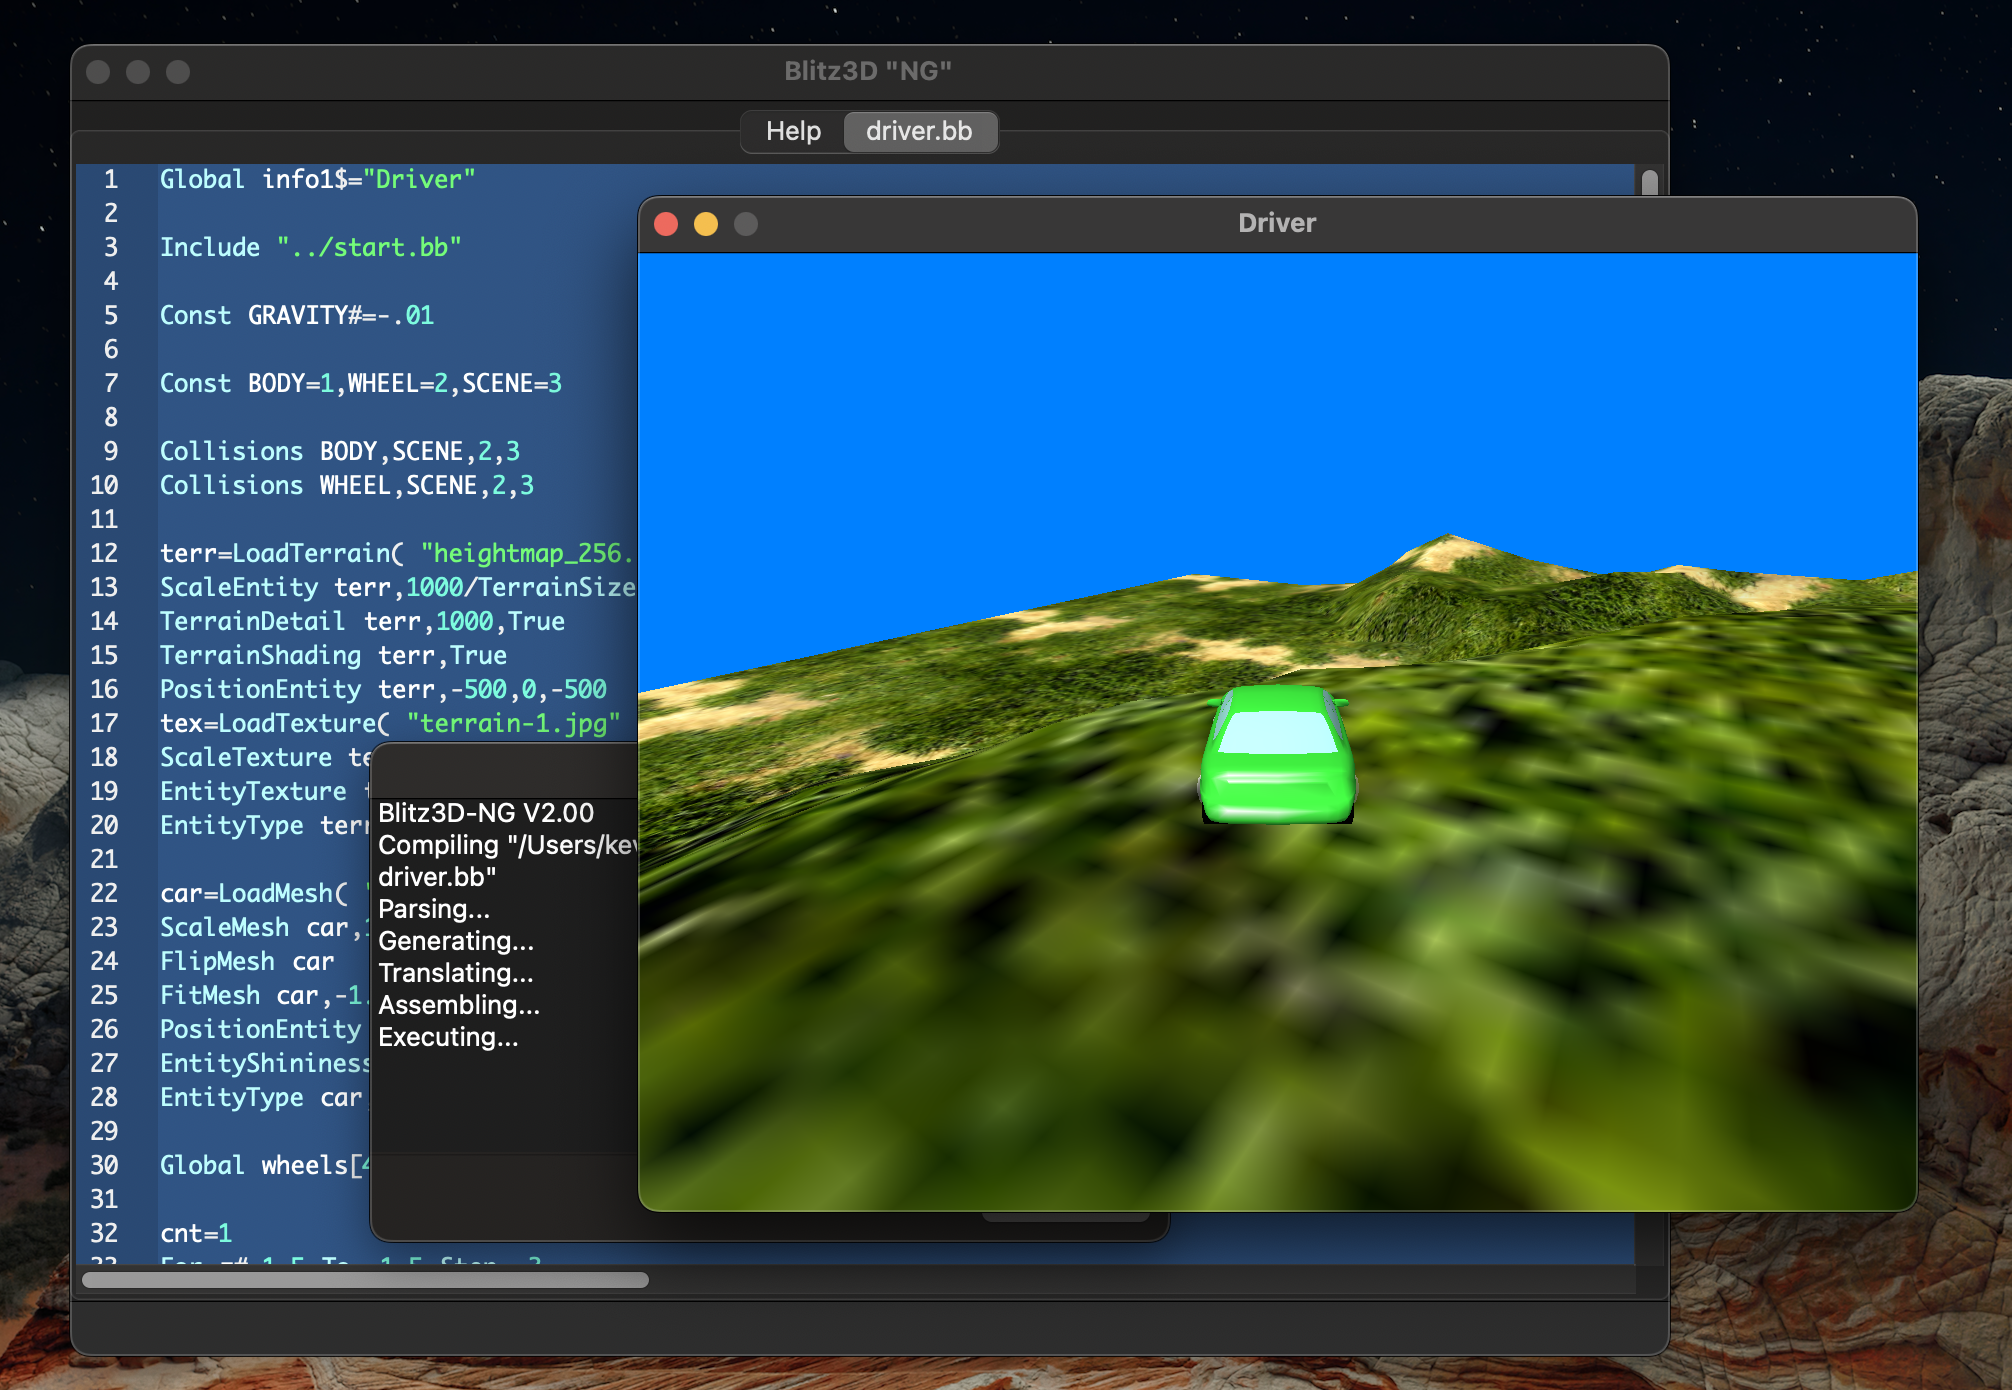 Blitz3D "NG"
Help
driver.bb
1 Global info1$="Driver"
2
3 Include "../start.bb"
4
5 Const GRAVITY#=-.01
6
7 Const BODY=1,WHEEL=2,SCENE=3
8
9 Collisions BODY,SCENE,2,3
10 Collisions WHEEL,SCENE,2,3
11
12 terr=LoadTerrain( "heightmap_256.
13 ScaleEntity terr,1000/TerrainSize
14 TerrainDetail terr,1000,True
15 TerrainShading terr,True
16 PositionEntity terr,-500,0,-500
17 tex=LoadTexture( "terrain-1.jpg"
18 ScaleTexture te
19 EntityTexture
20 EntityType terr
21
22 car=LoadMesh( "
23 ScaleMesh car,1
24 FlipMesh car
25 FitMesh car,-1.
26 PositionEntity
27 EntityShininess
28 EntityType car,
29
30 Global wheels[4
31
32 cnt=1
Driver
Blitz3D-NG V2.00
Compiling "/Users/kev
driver.bb"
Parsing...
Generating...
Translating...
Assembling...
Executing...